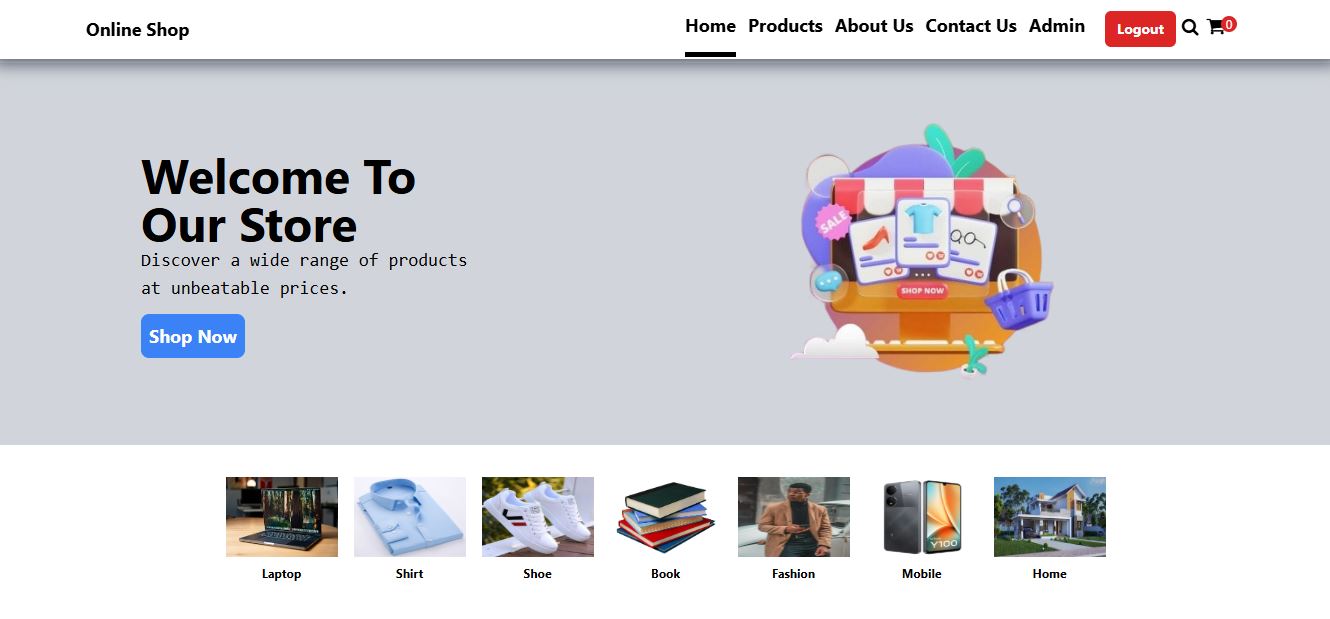 Online Shop
Home Products About Us Contact Us Admin Logout 0
Welcome To
Our Store
Discover a wide range of products
at unbeatable prices.
Shop Now
SALE
SHOP NOW
Y100
Laptop Shirt Shoe Book Fashion Mobile Home